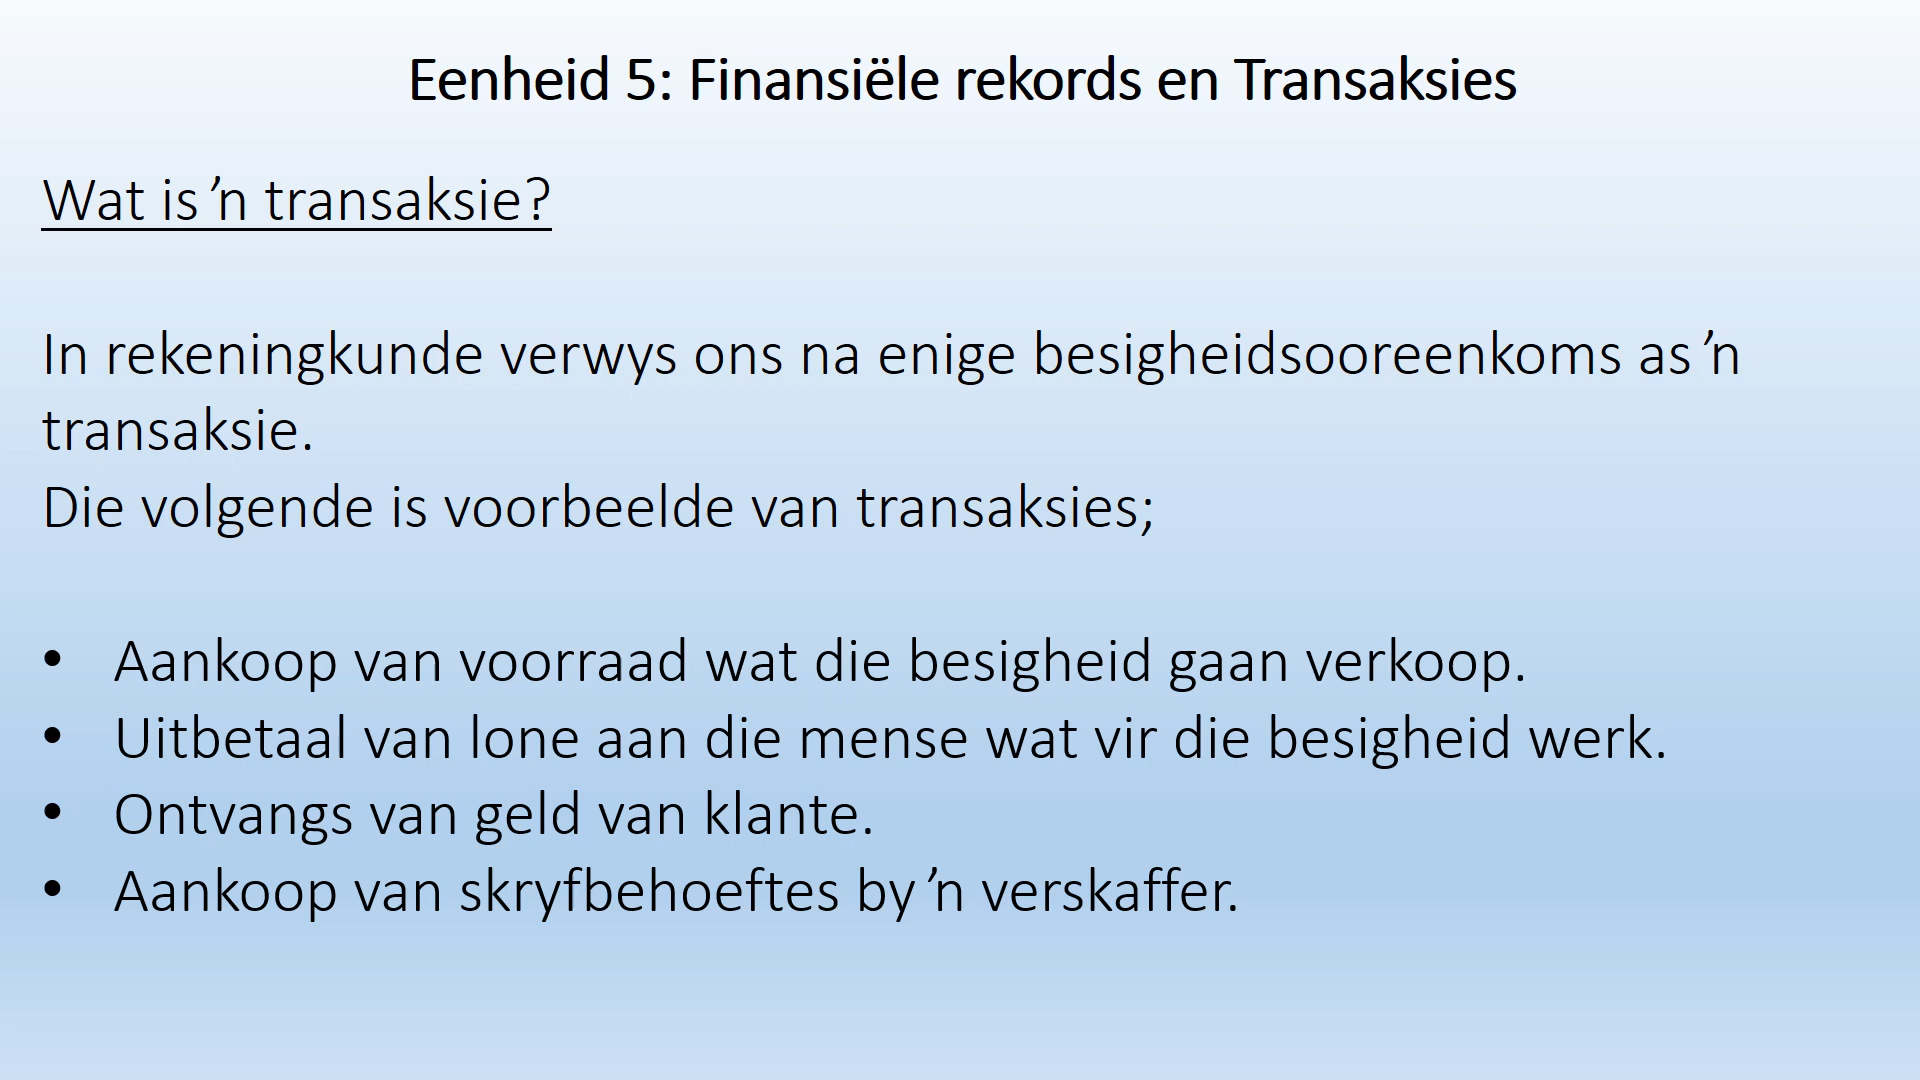 Eenheid 5: Finansiële rekords en Transaksies
Wat is ’n transaksie?
In rekeningkunde verwys ons na enige besigheidsooreenkoms as ’n
transaksie.
Die volgende is voorbeelde van transaksies;
• Aankoop van voorraad wat die besigheid gaan verkoop.
• Uitbetaal van lone aan die mense wat vir die besigheid werk.
• Ontvangs van geld van klante.
• Aankoop van skryfbehoeftes by ’n verskaffer.